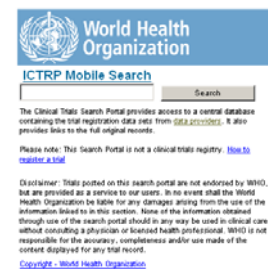 World Health
Organization
ICTRP Mobile Search
Search
The Clinical Trials Search Portal provides access to a central database
containing the trial registration data sets from data providers. It also
provides links to the full original records.
Please note: This Search Portal is not a clinical trials registry. How to
register a trial
Disclaimer: Trials posted on this search portal are not endorsed by WHO,
but are provided as a service to our users. In no event shall the World
Health Organization be liable for any damages arising from the use of the
information linked to in this section. None of the information obtained
through use of the search portal should in any way be used in clinical care
without consulting a physician or licensed health professional. WHO is not
responsible for the accuracy, completeness and/or use made of the
content displayed for any trial record.
Copyright - World Health Organization